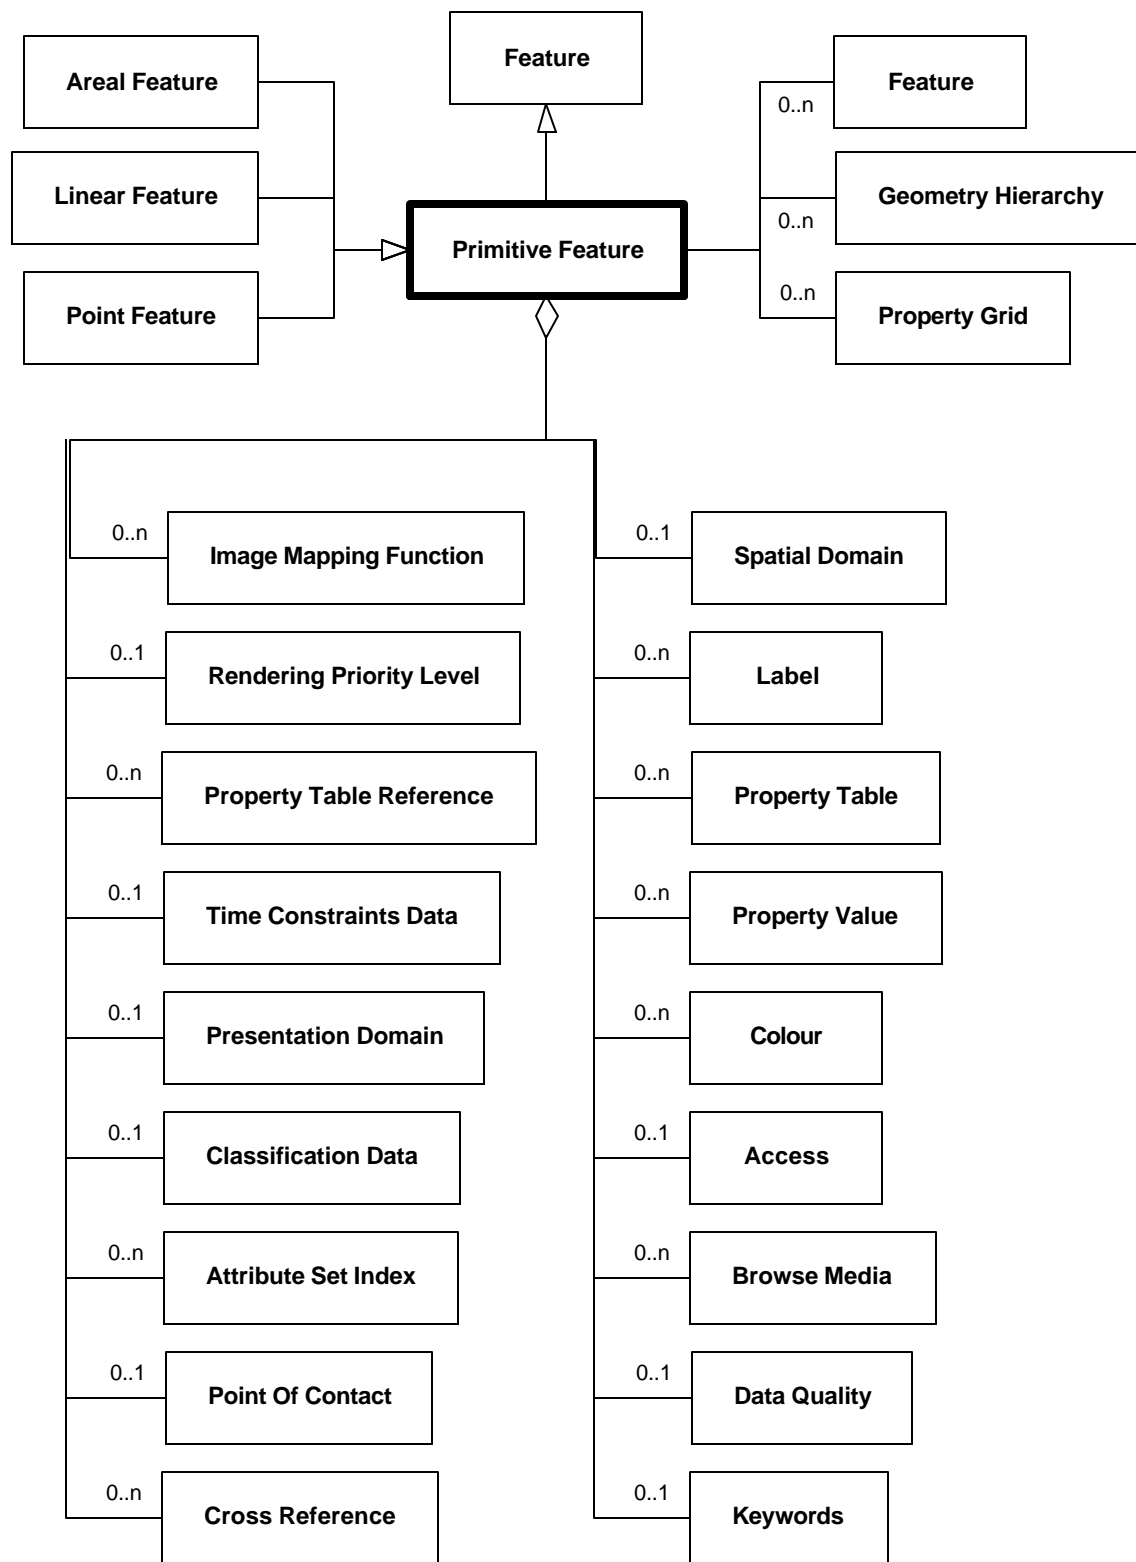 Feature
Areal Feature
Feature
0..n
Linear Feature
Geometry Hierarchy
0..n
Primitive Feature
0..n
Point Feature
Property Grid
0..n
Image Mapping Function
0..1
Spatial Domain
0..1
Rendering Priority Level
0..n
Label
0..n
Property Table Reference
0..n
Property Table
0..1
Time Constraints Data
0..n
Property Value
0..1
Presentation Domain
0..n
Colour
0..1
Classification Data
0..1
Access
0..n
Attribute Set Index
0..n
Browse Media
0..1
Point Of Contact
0..1
Data Quality
0..n
Cross Reference
0..1
Keywords